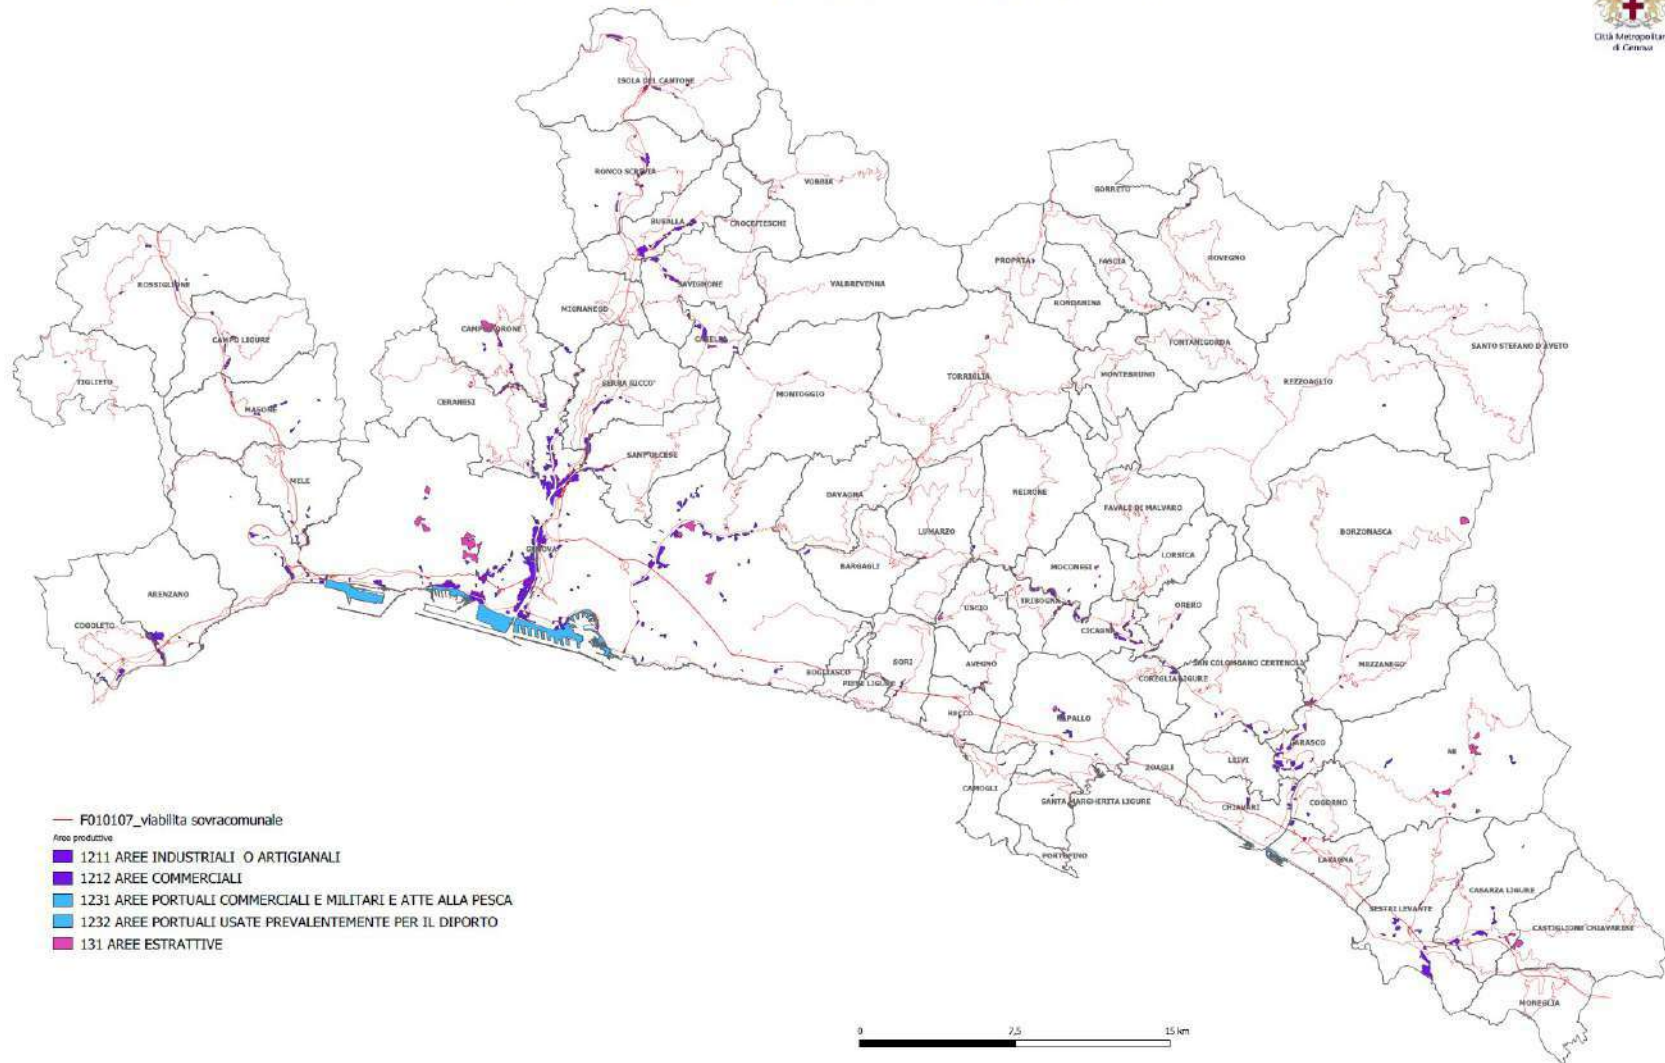 Città Metropolitana
di Genova
ISOLA DEL CANTONE
RONCO SCRIVIA
VOBBIA
GORRETO
BUSALLA
CROCEFIESCHI
ROVEGNO
PROPATA
FASCIA
ROSSIGLIONE
SAVIGNONE
VALBREVENNA
RONDANINA
MIGNANEGO
CAMPOMORONE
CAMPO LIGURE
CASELLA
FONTANIGORDA
SANTO STEFANO D'AVETO
TIGLIETO
SERRA RICCO'
TORRIGLIA
MONTEBRUNO
REZZOAGLIO
MONTOGGIO
CERANESI
MASONE
SANT'OLCESE
MELE
DAVAGNA
NEIRONE
FAVALE DI MALVARO
LUMARZO
BORZONASCA
GENOVA
LORSICA
BARGAGLI
MOCONESI
ARENZANO
TRIBOGNA
USCIO
ORERO
COGOLETO
CICAGNA
SORI
AVEGNO
SAN COLOMBANO CERTENOLI
MEZZANEGO
BOGLIASCO
PIEVE LIGURE
COREGLIA LIGURE
RECCO
RAPALLO
CARASCO
NE
LEIVI
ZOAGLI
CAMOGLI
SANTA MARGHERITA LIGURE
CHIAVARI
COGORNO
PORTOFINO
LAVAGNA
CASARZA LIGURE
SESTRI LEVANTE
CASTIGLIONE CHIAVARESE
MONEGLIA
F010107_viabilita sovracomunale
Aree produttive
1211 AREE INDUSTRIALI O ARTIGIANALI
1212 AREE COMMERCIALI
1231 AREE PORTUALI COMMERCIALI E MILITARI E ATTE ALLA PESCA
1232 AREE PORTUALI USATE PREVALENTEMENTE PER IL DIPORTO
131 AREE ESTRATTIVE
0 7,5 15 km